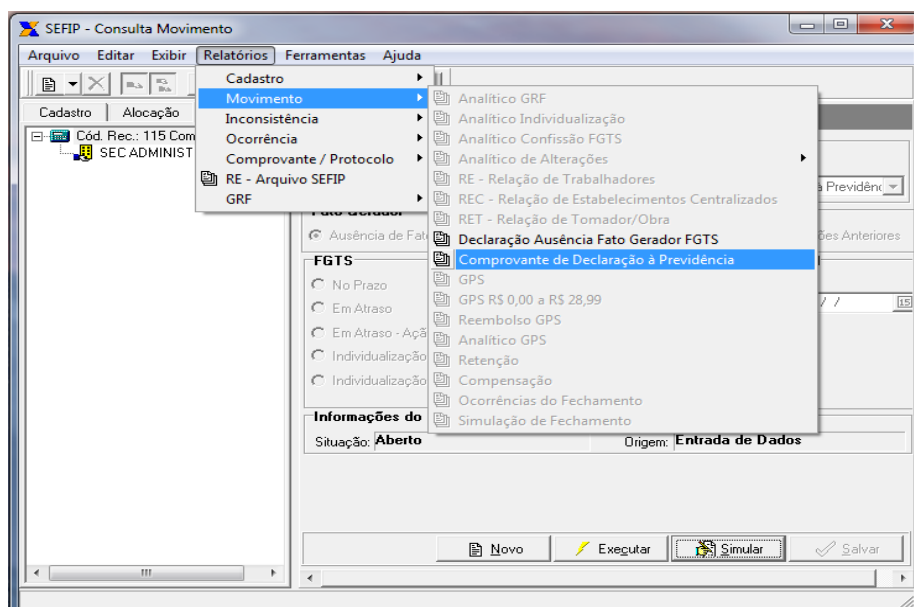 SEFIP - Consulta Movimento
Arquivo Editar Exibir Relatórios Ferramentas Ajuda
Cadastro Alocação
Cód. Rec.: 115 Com
SEC ADMINIST
Cadastro
Movimento
Inconsistência
Ocorrência
Comprovante / Protocolo
RE - Arquivo SEFIP
GRF
Analítico GRF
Analítico Individualização
Analítico Confissão FGTS
Analítico de Alterações
RE - Relação de Trabalhadores
REC - Relação de Estabelecimentos Centralizados
RET - Relação de Tomador/Obra
Declaração Ausência Fato Gerador FGTS
Comprovante de Declaração à Previdência
GPS
GPS R$ 0,00 a R$ 28,99
Reembolso GPS
Analítico GPS
Retenção
Compensação
Ocorrências do Fechamento
Simulação de Fechamento
à Previdênc
Fato Gerador
Ausência de Fat
ões Anteriores
FGTS
No Prazo
/ / 15
Em Atraso
Em Atraso - Açã
Individualização
Individualização
Informações do
Situação: Aberto Origem: Entrada de Dados
Novo Executar Simular Salvar